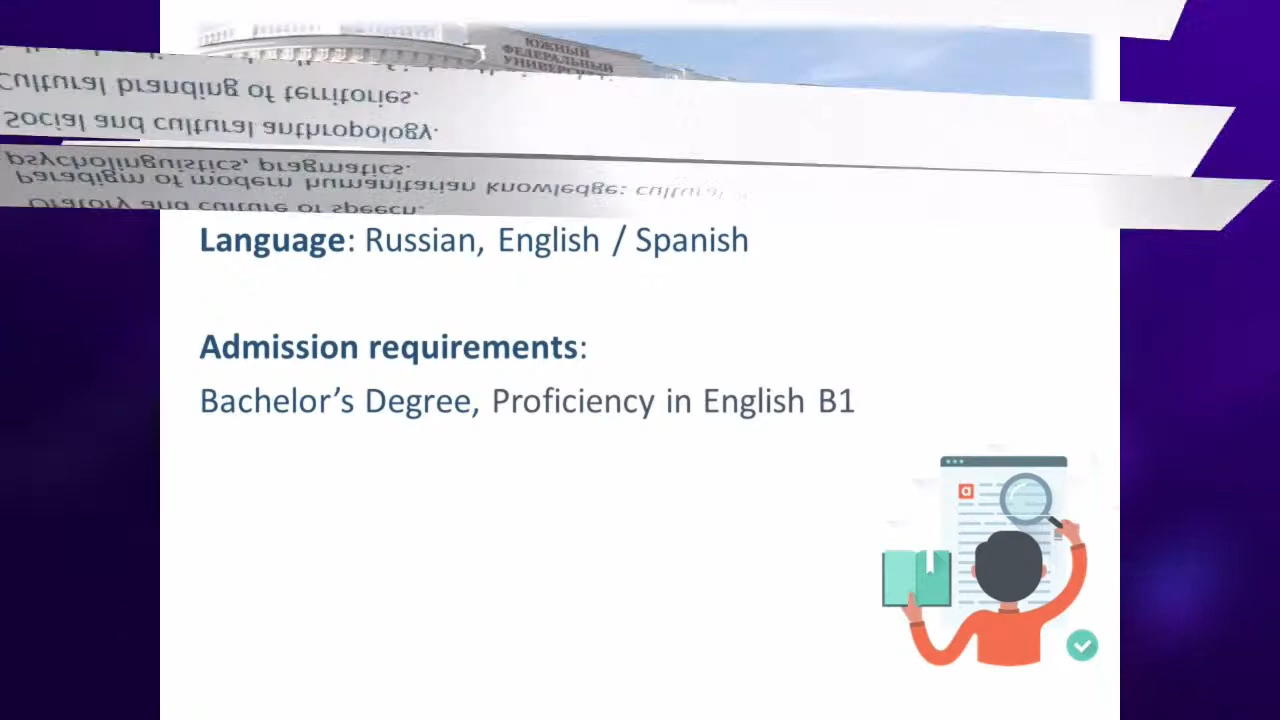 ЮЖНЫЙ
ФЕДЕРАЛЬНЫЙ
Cultural branding of territories.
Social and cultural anthropology.
psycholinguistics, pragmatics.
Paradigm of modern humanitarian knowledge: cultural
Oratory and culture of speech.
Language: Russian, English / Spanish
Admission requirements:
Bachelor’s Degree, Proficiency in English B1
a